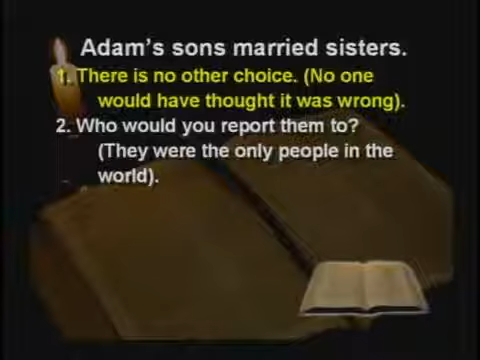 Adam's sons married sisters.
1. There is no other choice. (No one
would have thought it was wrong).
2. Who would you report them to?
(They were the only people in the
world).